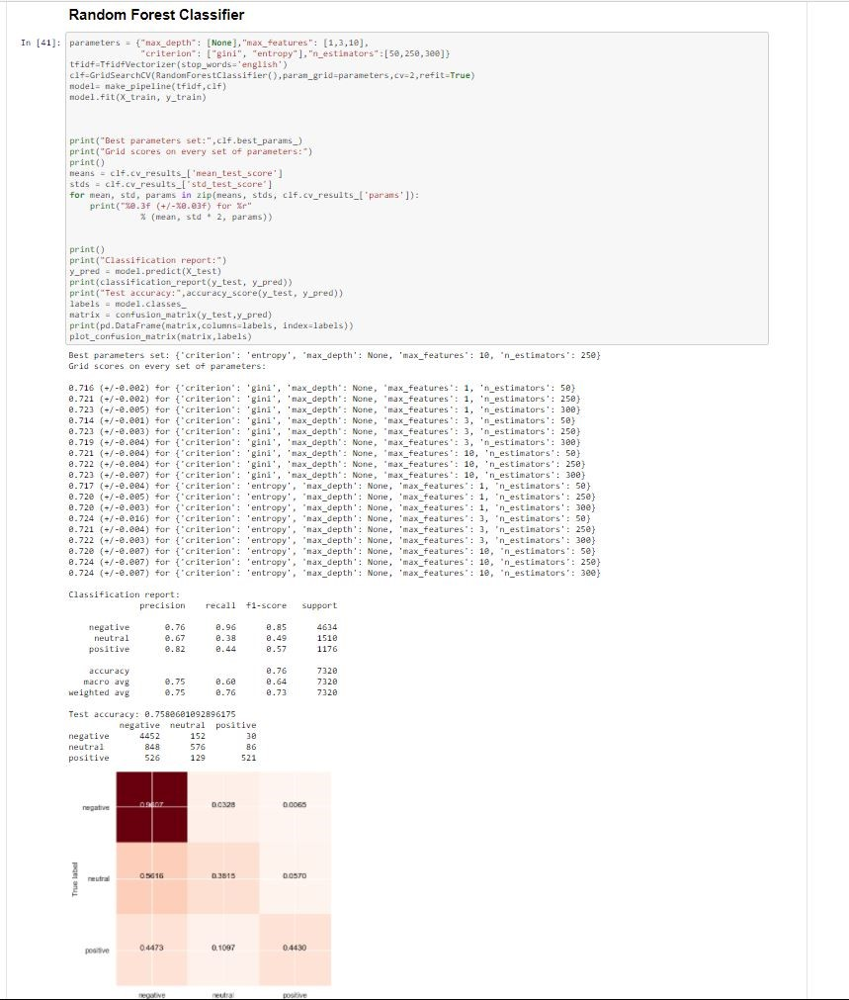 Random Forest Classifier
In [41]: parameters = {"max_depth": [None],"max_features": [1,3,10],
"criterion": ["gini", "entropy"],"n_estimators":[50,250,300]}
tfidf=TfidfVectorizer(stop_words='english')
clf=GridSearchCV(RandomForestClassifier(),param_grid=parameters,cv=2,refit=True)
model= make_pipeline(tfidf,clf)
model.fit(X_train, y_train)
print("Best parameters set:",clf.best_params_)
print("Grid scores on every set of parameters:")
print()
means = clf.cv_results_['mean_test_score']
stds = clf.cv_results_['std_test_score']
for mean, std, params in zip(means, stds, clf.cv_results_['params']):
print("%0.3f (+/-%0.03f) for %r"
% (mean, std * 2, params))
print()
print("Classification report:")
y_pred = model.predict(X_test)
print(classification_report(y_test, y_pred))
print("Test accuracy:",accuracy_score(y_test, y_pred))
labels = model.classes_
matrix = confusion_matrix(y_test,y_pred)
print(pd.DataFrame(matrix,columns=labels, index=labels))
plot_confusion_matrix(matrix,labels)
Best parameters set: {'criterion': 'entropy', 'max_depth': None, 'max_features': 10, 'n_estimators': 250}
Grid scores on every set of parameters:
0.716 (+/-0.002) for {'criterion': 'gini', 'max_depth': None, 'max_features': 1, 'n_estimators': 50}
0.721 (+/-0.002) for {'criterion': 'gini', 'max_depth': None, 'max_features': 1, 'n_estimators': 250}
0.723 (+/-0.005) for {'criterion': 'gini', 'max_depth': None, 'max_features': 1, 'n_estimators': 300}
0.714 (+/-0.001) for {'criterion': 'gini', 'max_depth': None, 'max_features': 3, 'n_estimators': 50}
0.723 (+/-0.003) for {'criterion': 'gini', 'max_depth': None, 'max_features': 3, 'n_estimators': 250}
0.719 (+/-0.004) for {'criterion': 'gini', 'max_depth': None, 'max_features': 3, 'n_estimators': 300}
0.721 (+/-0.004) for {'criterion': 'gini', 'max_depth': None, 'max_features': 10, 'n_estimators': 50}
0.722 (+/-0.004) for {'criterion': 'gini', 'max_depth': None, 'max_features': 10, 'n_estimators': 250}
0.723 (+/-0.007) for {'criterion': 'gini', 'max_depth': None, 'max_features': 10, 'n_estimators': 300}
0.717 (+/-0.004) for {'criterion': 'entropy', 'max_depth': None, 'max_features': 1, 'n_estimators': 50}
0.720 (+/-0.005) for {'criterion': 'entropy', 'max_depth': None, 'max_features': 1, 'n_estimators': 250}
0.720 (+/-0.003) for {'criterion': 'entropy', 'max_depth': None, 'max_features': 1, 'n_estimators': 300}
0.724 (+/-0.016) for {'criterion': 'entropy', 'max_depth': None, 'max_features': 3, 'n_estimators': 50}
0.721 (+/-0.004) for {'criterion': 'entropy', 'max_depth': None, 'max_features': 3, 'n_estimators': 250}
0.722 (+/-0.003) for {'criterion': 'entropy', 'max_depth': None, 'max_features': 3, 'n_estimators': 300}
0.720 (+/-0.007) for {'criterion': 'entropy', 'max_depth': None, 'max_features': 10, 'n_estimators': 50}
0.724 (+/-0.007) for {'criterion': 'entropy', 'max_depth': None, 'max_features': 10, 'n_estimators': 250}
0.724 (+/-0.007) for {'criterion': 'entropy', 'max_depth': None, 'max_features': 10, 'n_estimators': 300}
Classification report:
precision recall f1-score support
negative 0.76 0.96 0.85 4634
neutral 0.67 0.38 0.49 1510
positive 0.82 0.44 0.57 1176
accuracy 0.76 7320
macro avg 0.75 0.60 0.64 7320
weighted avg 0.75 0.76 0.73 7320
Test accuracy: 0.7580601092896175
negative neutral positive
negative 4452 152 30
neutral 848 576 86
positive 526 129 521
negative 0.9607 0.0328 0.0065
True label
neutral 0.5616 0.3815 0.0570
positive 0.4473 0.1097 0.4430
negative neutral positive